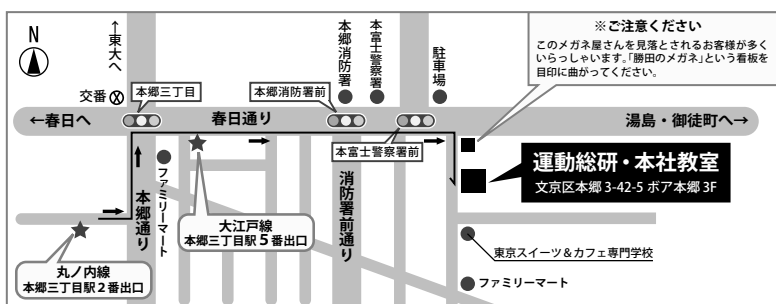 N
↑東大へ
交番
本郷三丁目
本郷消防署前
本郷消防署
本富士警察署
駐車場
※ご注意ください
このメガネ屋さんを見落とされるお客様が多く
いらっしゃいます。「勝田のメガネ」という看板を
目印に曲がってください。
←春日へ
春日通り
湯島・御徒町へ→
本富士警察署前
運動総研・本社教室
文京区本郷 3-42-5 ボア本郷 3F
本郷通り
ファミリーマート
大江戸線
本郷三丁目駅5番出口
消防署前通り
丸ノ内線
本郷三丁目駅2番出口
東京スイーツ&カフェ専門学校
ファミリーマート